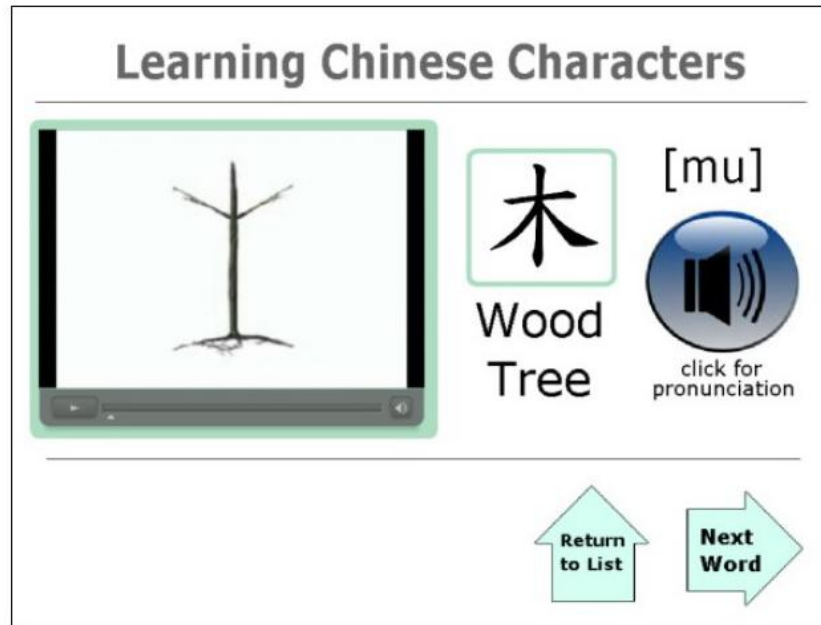 Learning Chinese Characters
木
Wood
Tree
[mu]
click for
pronunciation
Return
to List
Next
Word